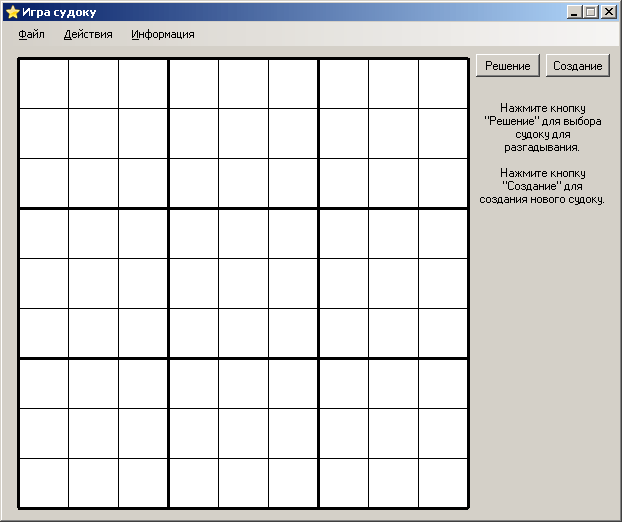 Игра судоку
Файл Действия Информация
Решение Создание
Нажмите кнопку
"Решение" для выбора
судоку для
разгадывания.
Нажмите кнопку
"Создание" для
создания нового судоку.